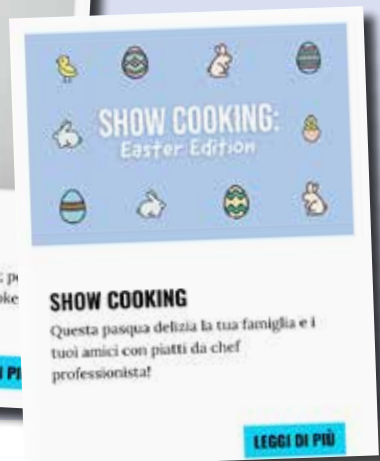 SHOW COOKING:
Easter Edition
SHOW COOKING
Questa pasqua delizia la tua famiglia e i
tuoi amici con piatti da chef
professionista!
LEGGI DI PIÙ